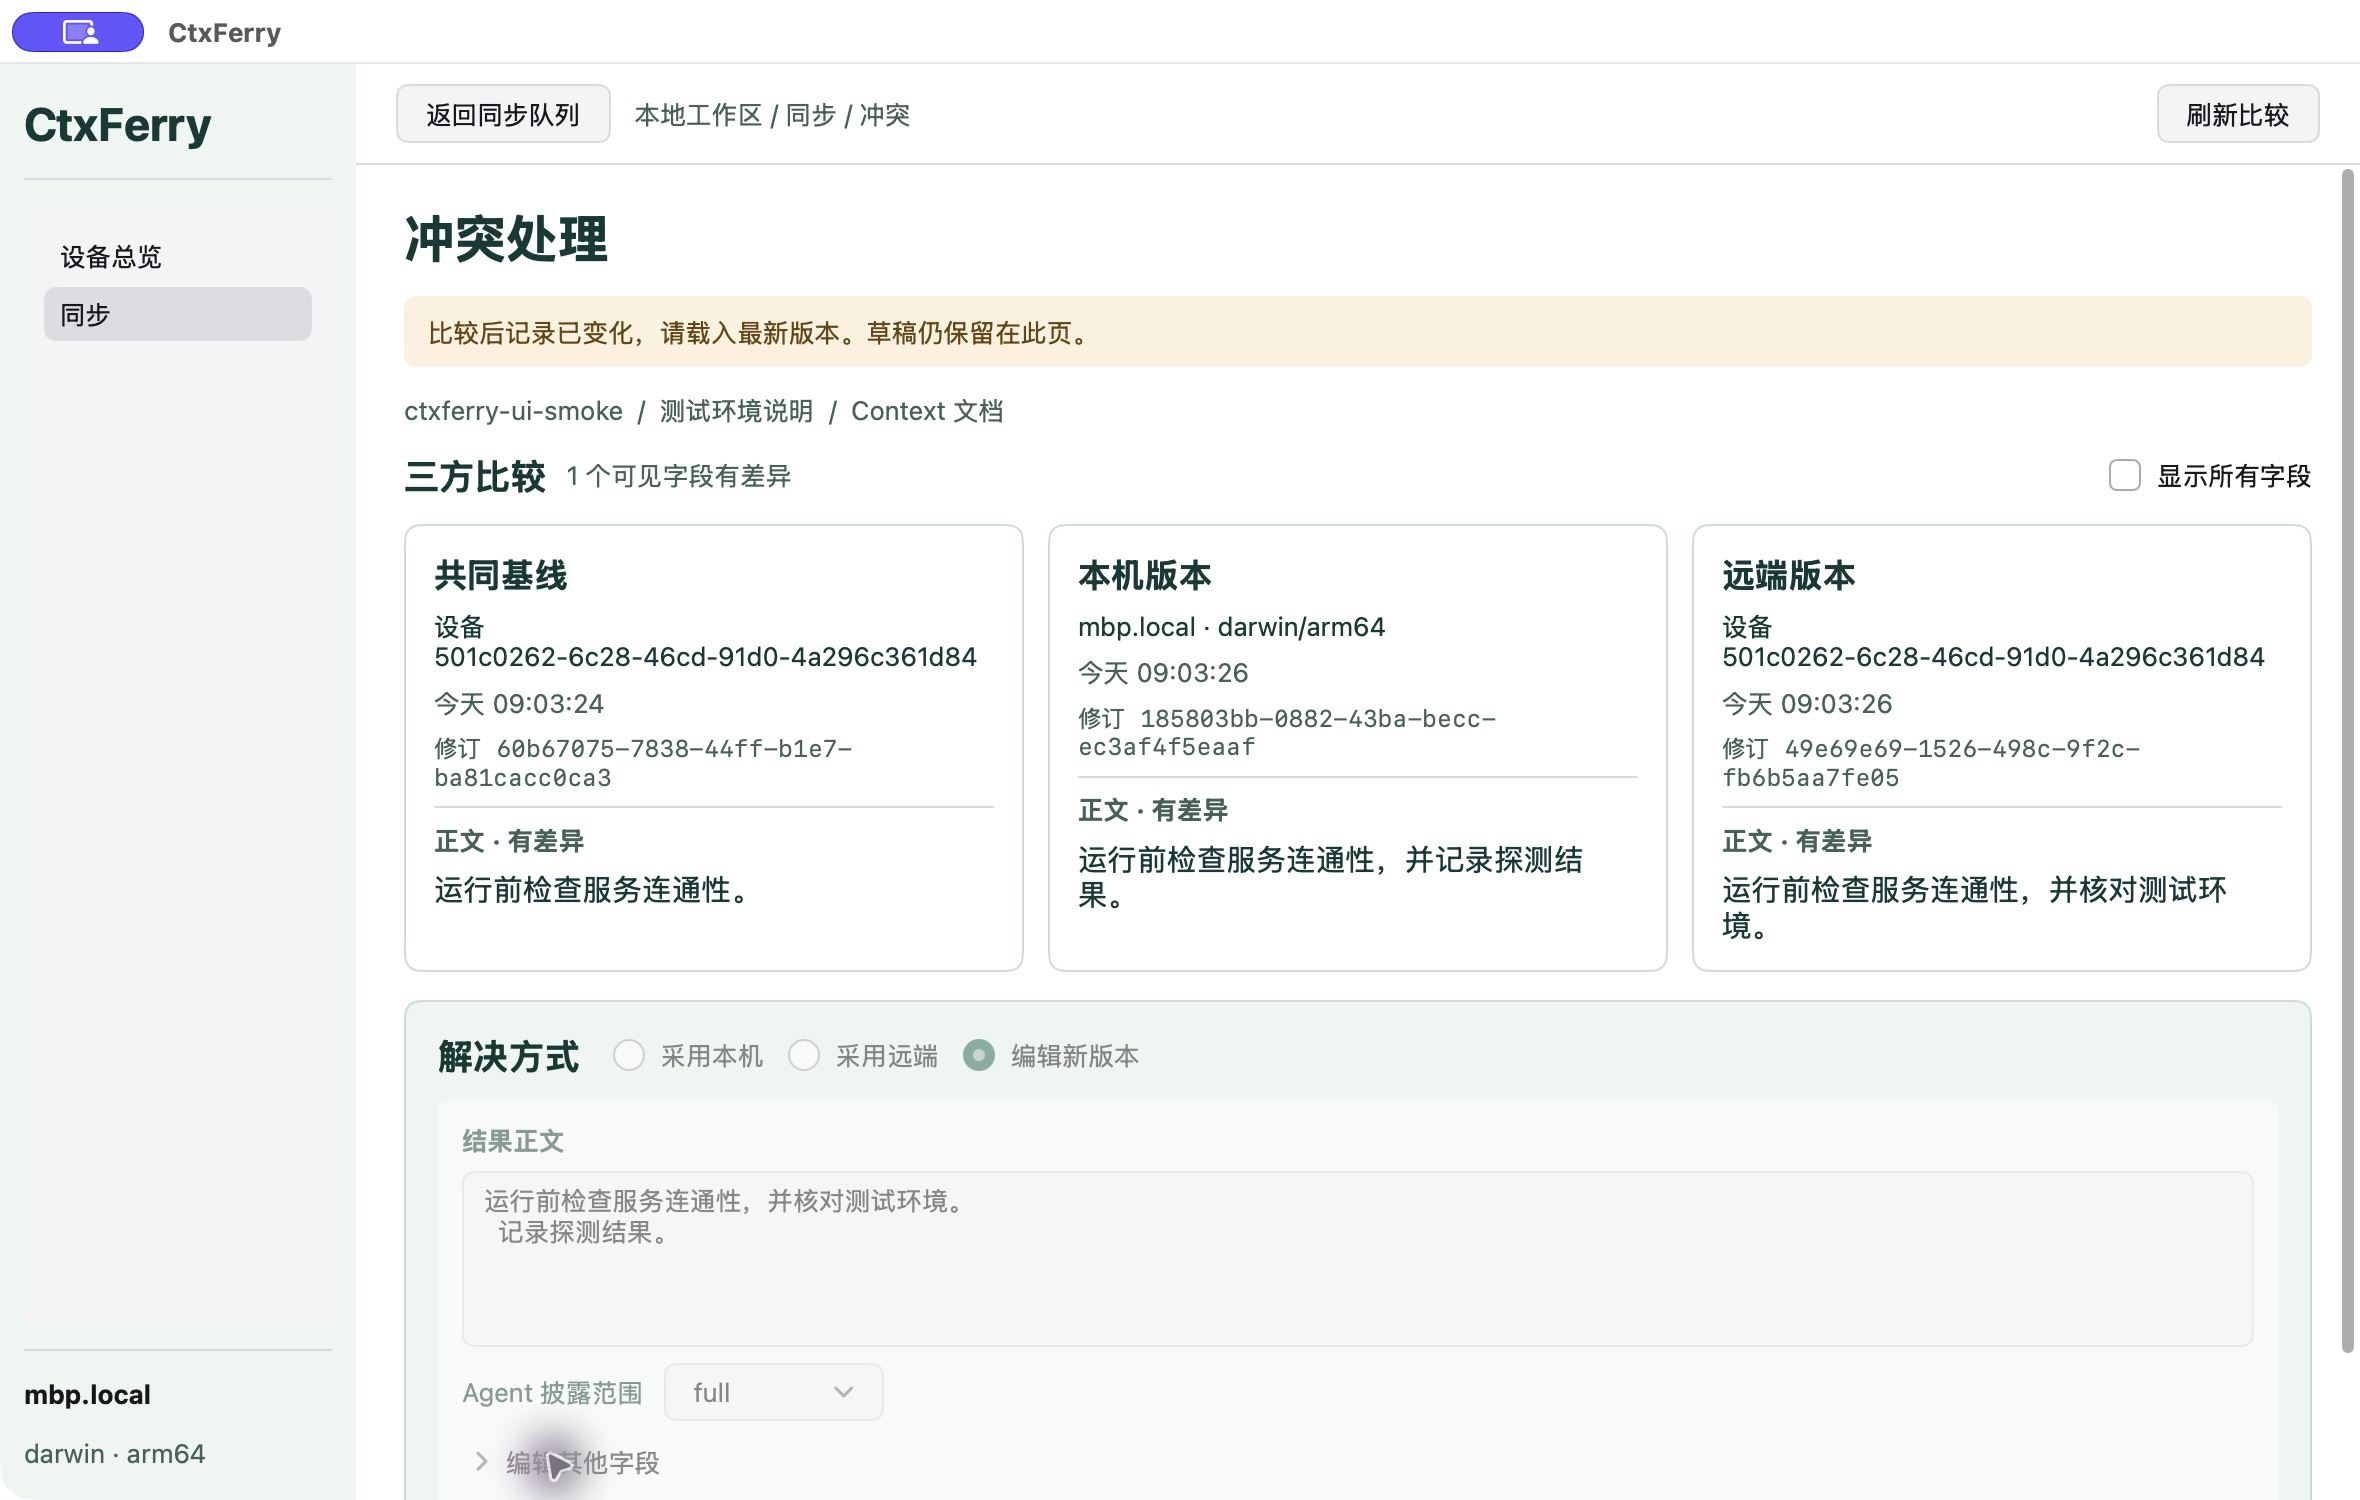 CtxFerry
CtxFerry
设备总览
同步
mbp.local
darwin · arm64
返回同步队列
本地工作区 / 同步 / 冲突
刷新比较
冲突处理
比较后记录已变化，请载入最新版本。草稿仍保留在此页。
ctxferry-ui-smoke / 测试环境说明 / Context 文档
三方比较 1 个可见字段有差异
显示所有字段
共同基线
设备
501c0262-6c28-46cd-91d0-4a296c361d84
今天 09:03:24
修订 60b67075-7838-44ff-b1e7-
ba81cacc0ca3
正文 · 有差异
运行前检查服务连通性。
本机版本
mbp.local · darwin/arm64
今天 09:03:26
修订 185803bb-0882-43ba-becc-
ec3af4f5eaaf
正文 · 有差异
运行前检查服务连通性，并记录探测结
果。
远端版本
设备
501c0262-6c28-46cd-91d0-4a296c361d84
今天 09:03:26
修订 49e69e69-1526-498c-9f2c-
fb6b5aa7fe05
正文 · 有差异
运行前检查服务连通性，并核对测试环
境。
解决方式 采用本机 采用远端 编辑新版本
结果正文
运行前检查服务连通性，并核对测试环境。
记录探测结果。
Agent 披露范围 full
编辑其他字段